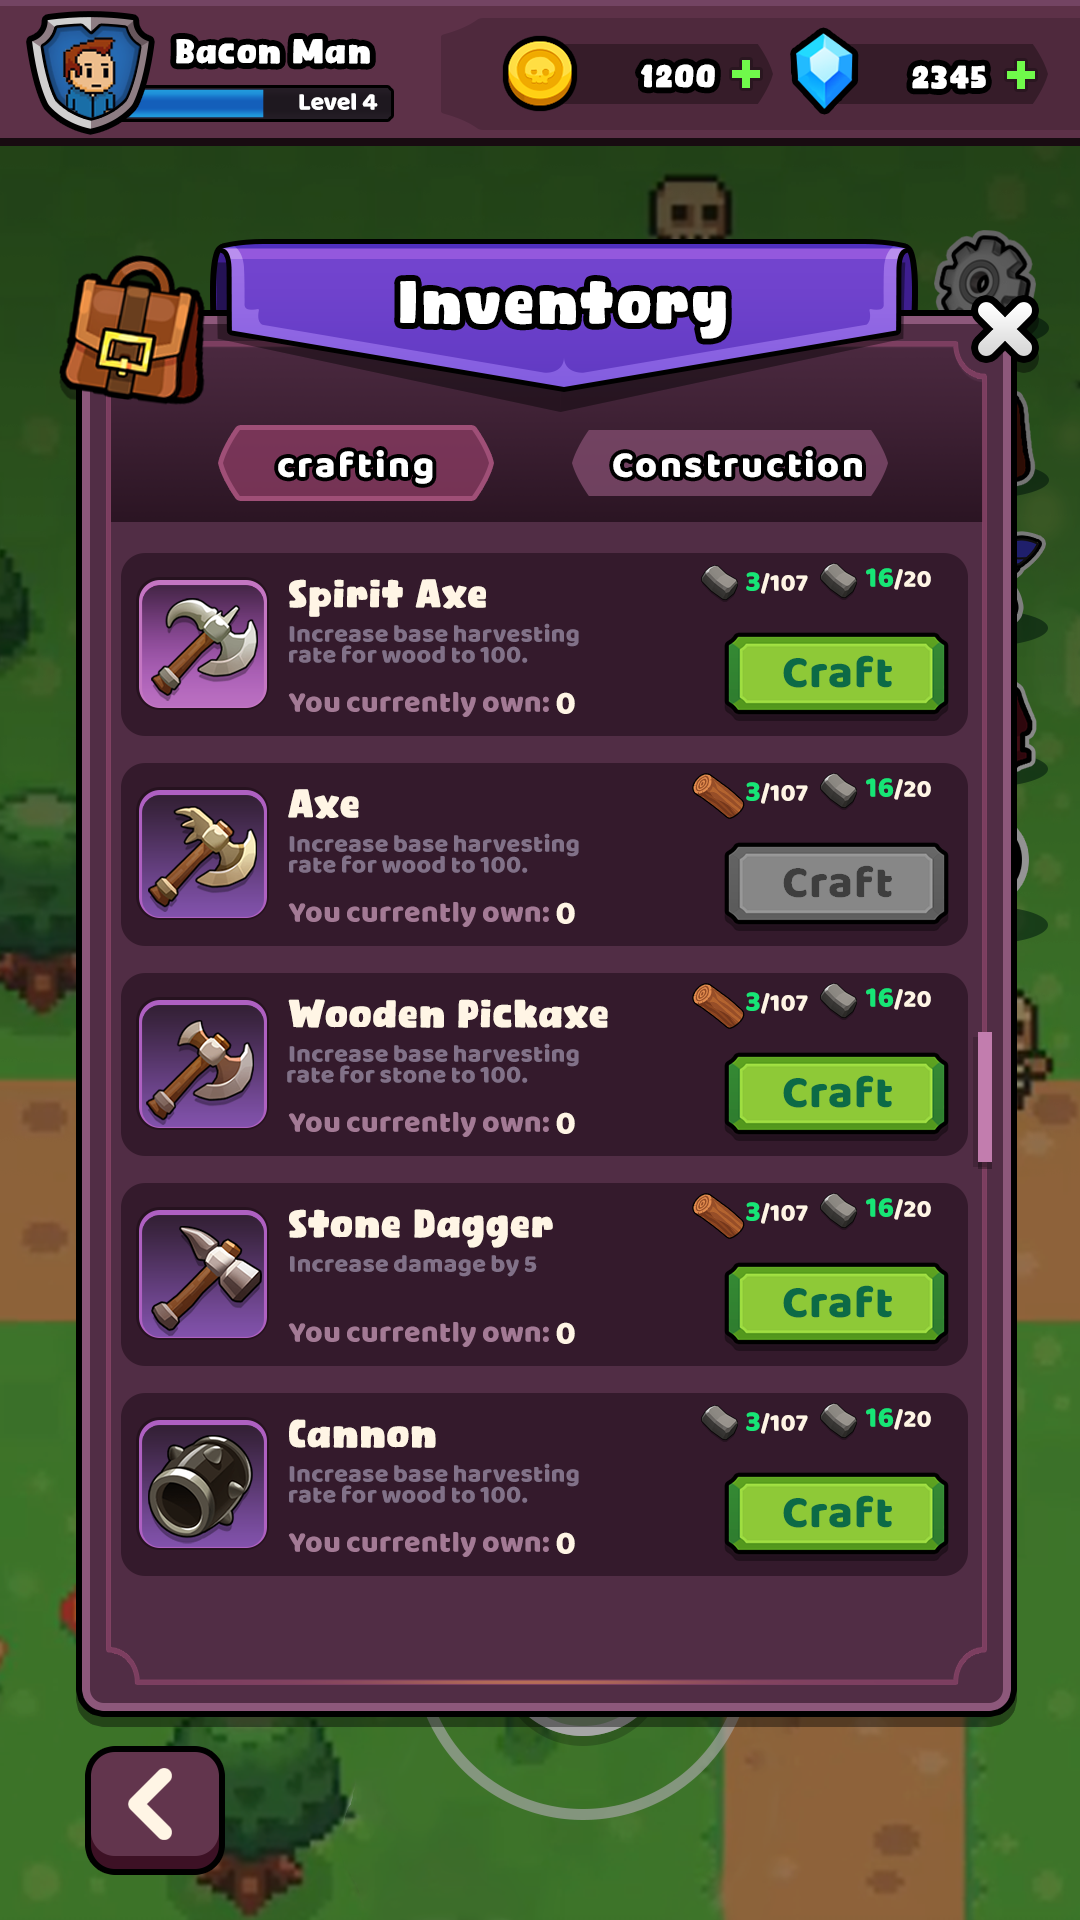 Bacon Man
Level 4
1200
2345
Inventory
crafting
Construction
Spirit Axe
Increase base harvesting
rate for wood to 100.
You currently own: 0
3/107
16/20
Craft
Axe
Increase base harvesting
rate for wood to 100.
You currently own: 0
3/107
16/20
Craft
Wooden Pickaxe
Increase base harvesting
rate for stone to 100.
You currently own: 0
3/107
16/20
Craft
Stone Dagger
Increase damage by 5
You currently own: 0
3/107
16/20
Craft
Cannon
Increase base harvesting
rate for wood to 100.
You currently own: 0
3/107
16/20
Craft